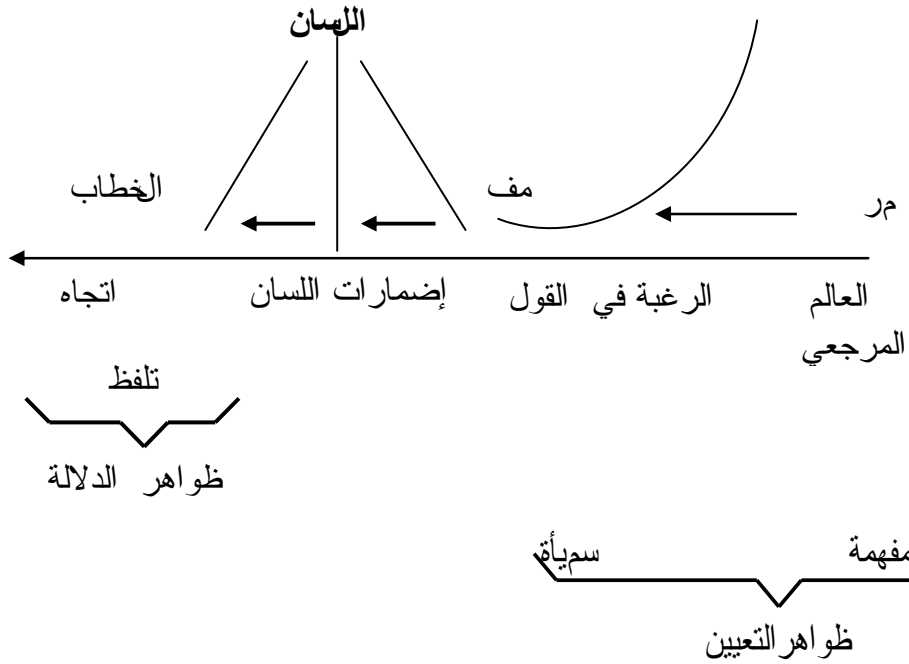 اللسان
مر
مف
الخطاب
العالم المرجعي
الرغبة في القول
إضمارات اللسان
اتجاه
تلفظ
ظواهر الدلالة
مفهمة
سميأة
ظواهر التعيين